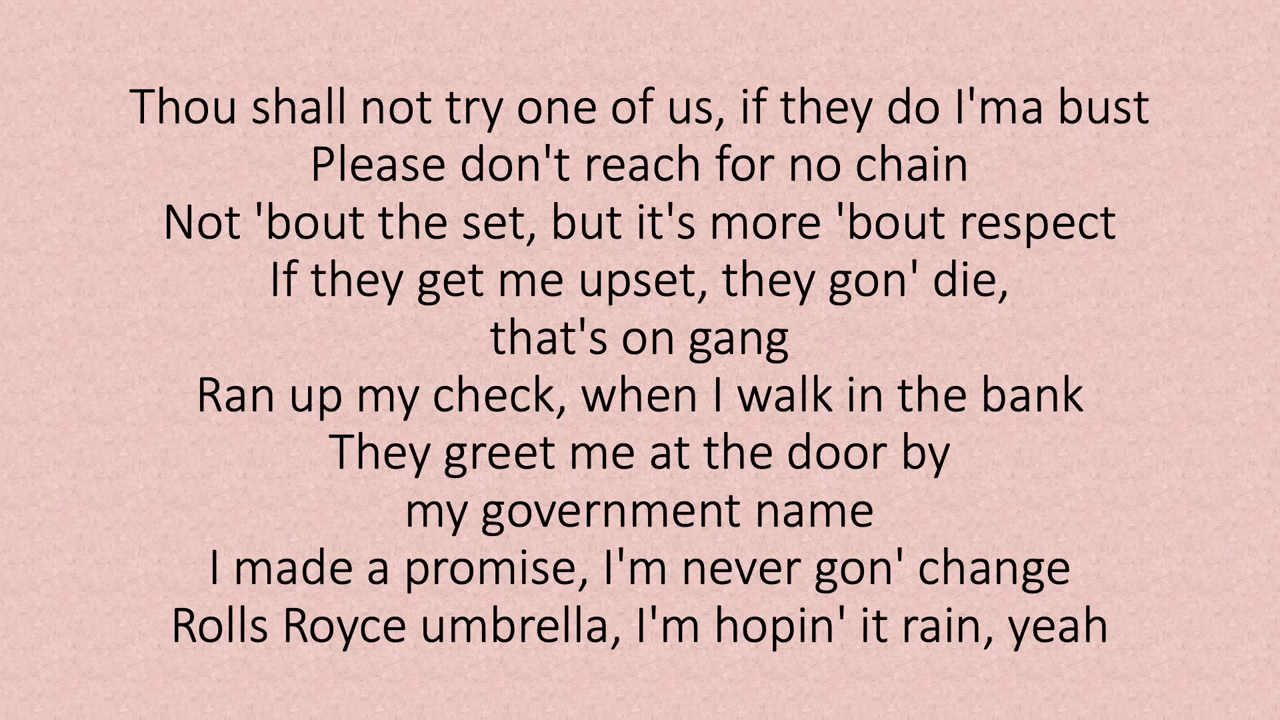 Thou shall not try one of us, if they do I'ma bust
Please don't reach for no chain
Not 'bout the set, but it's more 'bout respect
If they get me upset, they gon' die,
that's on gang
Ran up my check, when I walk in the bank
They greet me at the door by
my government name
I made a promise, I'm never gon' change
Rolls Royce umbrella, I'm hopin' it rain, yeah